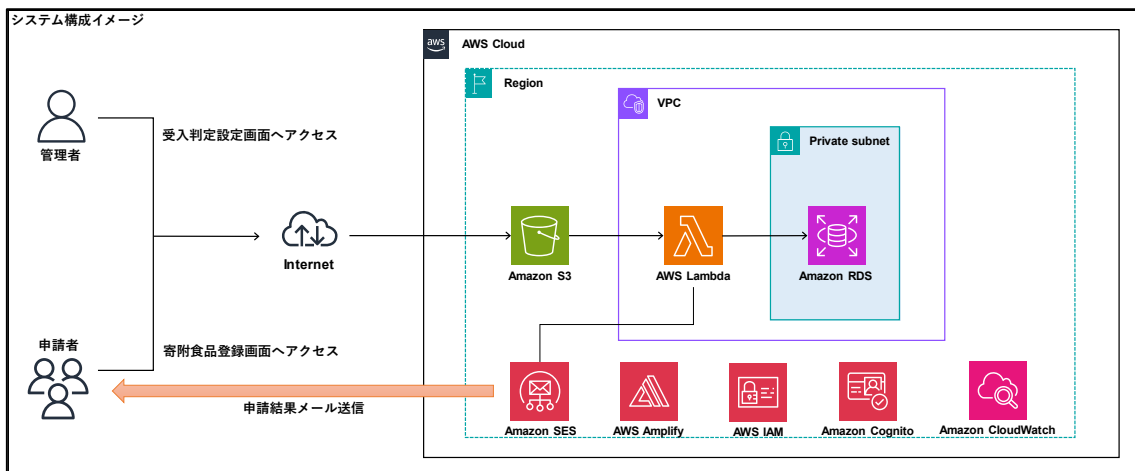 システム構成イメージ
aws
AWS Cloud
Region
VPC
Private subnet
管理者
受入判定設定画面へアクセス
Internet
Amazon S3
AWS Lambda
Amazon RDS
申請者
寄附食品登録画面へアクセス
申請結果メール送信
Amazon SES
AWS Amplify
AWS IAM
Amazon Cognito
Amazon CloudWatch